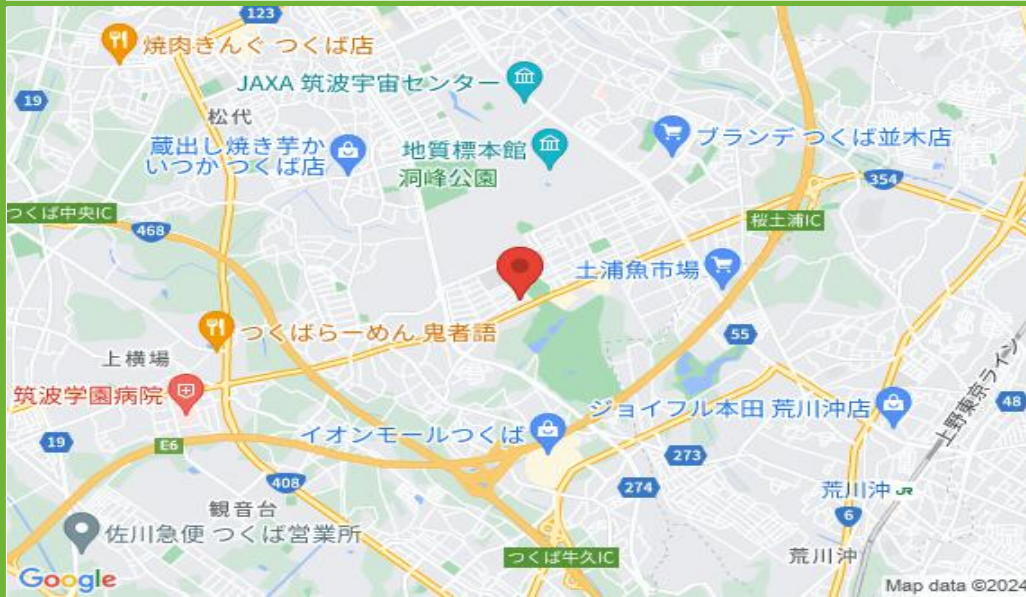 123
焼肉きんぐ つくば店
JAXA 筑波宇宙センター
19
松代
蔵出し焼き芋か
いつか つくば店
地質標本館
洞峰公園
ブランデ つくば並木店
354
つくば中央IC
468
桜土浦IC
土浦魚市場
つくばらーめん 鬼者語
55
上横場
筑波学園病院
ジョイフル本田 荒川沖店
上野東京ライン
48
イオンモールつくば
19
E6
273
408
274
荒川沖 JR
観音台
6
佐川急便 つくば営業所
つくば牛久IC
荒川沖
Google
Map data ©2024